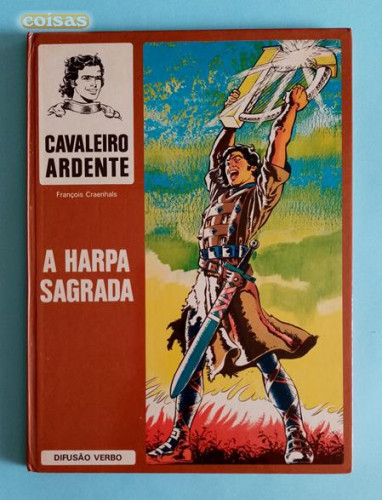 coisas
CAVALEIRO
ARDENTE
François Craenhals
A HARPA
SAGRADA
DIFUSÃO VERBO